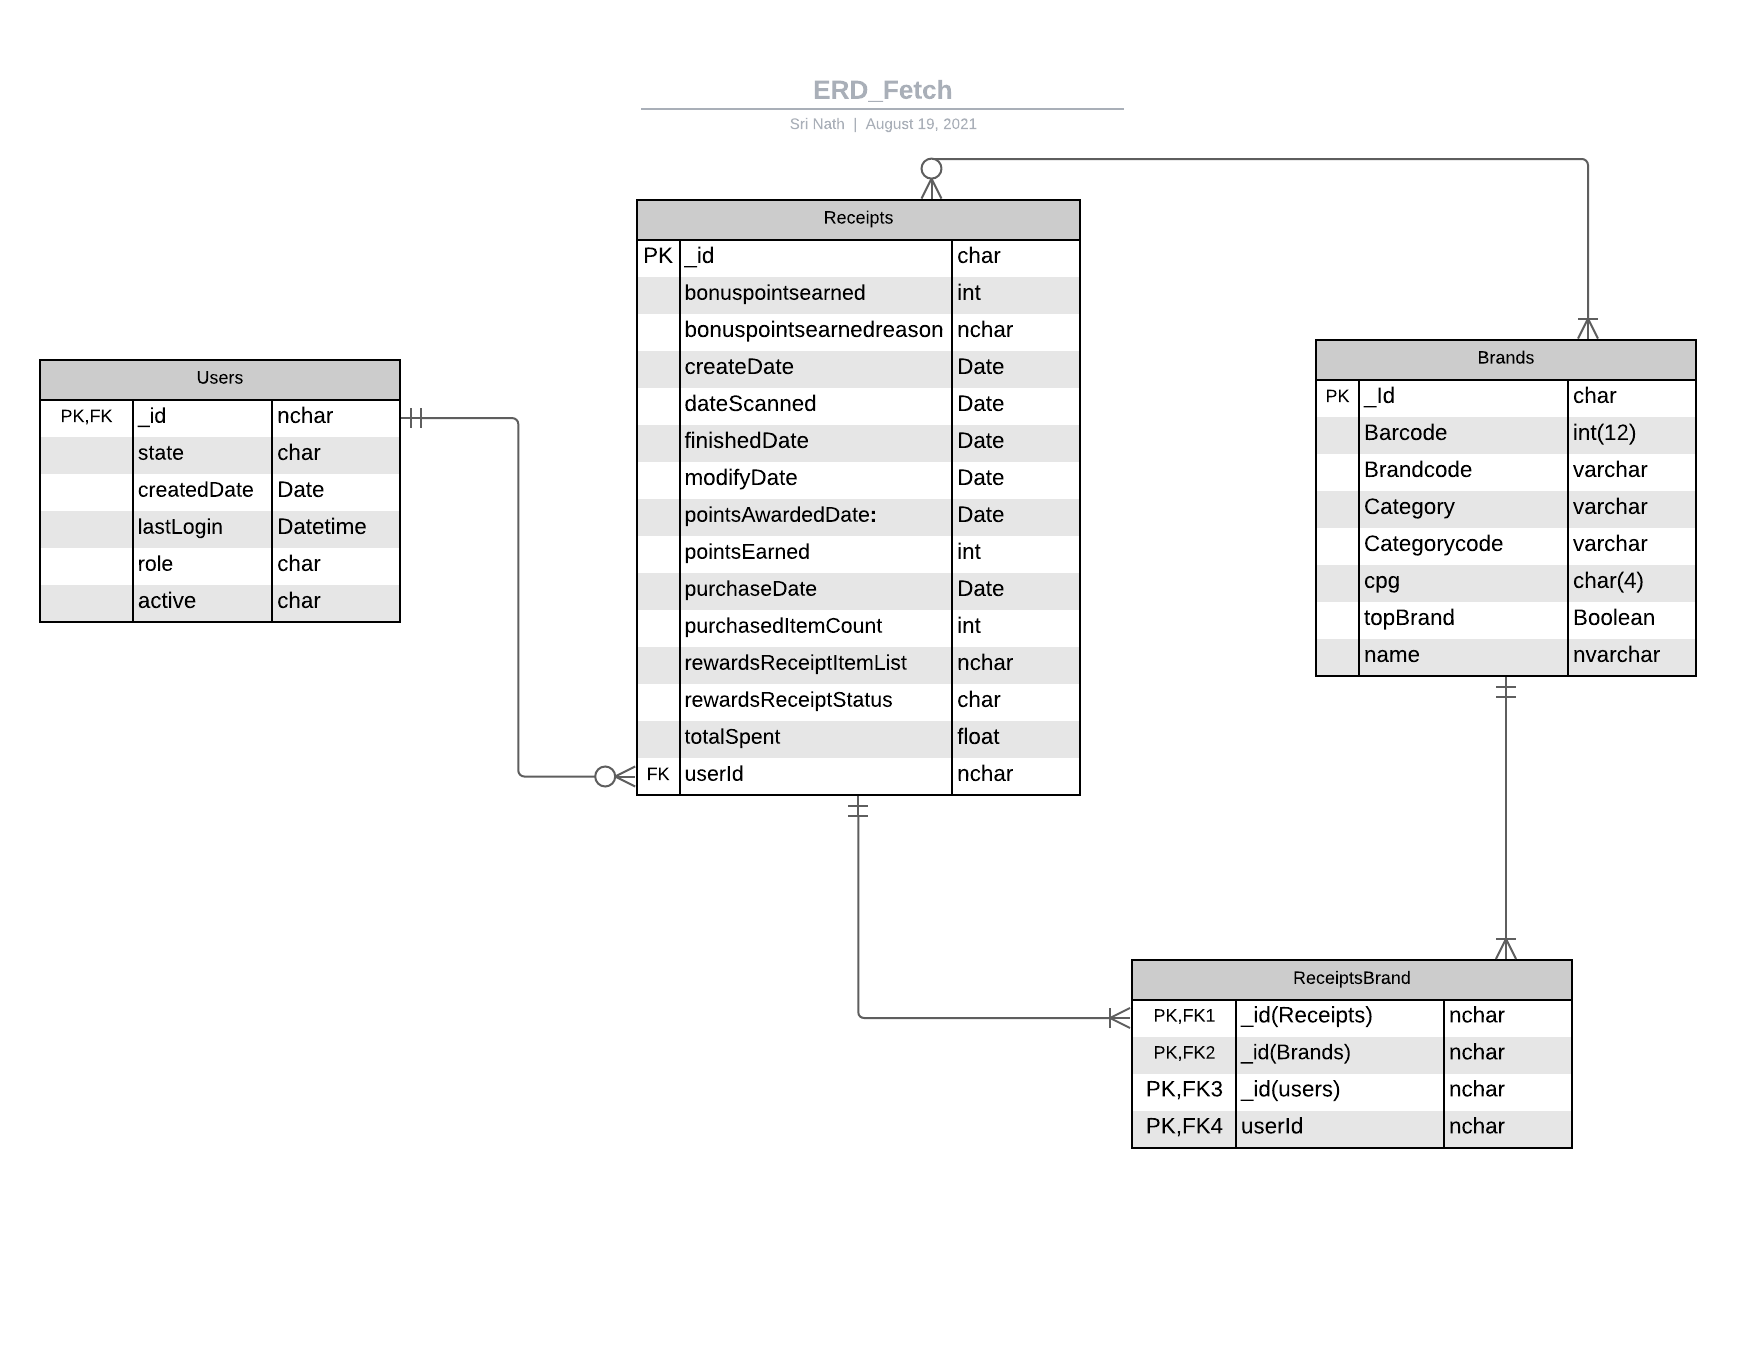 ERD_Fetch
Sri Nath | August 19, 2021
Receipts
PK _id char
bonuspointsearned int
bonuspointsearnedreason nchar
createDate Date
dateScanned Date
finishedDate Date
modifyDate Date
pointsAwardedDate: Date
pointsEarned int
purchaseDate Date
purchasedItemCount int
rewardsReceiptItemList nchar
rewardsReceiptStatus char
totalSpent float
FK userId nchar
Users
PK,FK _id nchar
state char
createdDate Date
lastLogin Datetime
role char
active char
Brands
PK _Id char
Barcode int(12)
Brandcode varchar
Category varchar
Categorycode varchar
cpg char(4)
topBrand Boolean
name nvarchar
ReceiptsBrand
PK,FK1 _id(Receipts) nchar
PK,FK2 _id(Brands) nchar
PK,FK3 _id(users) nchar
PK,FK4 userId nchar